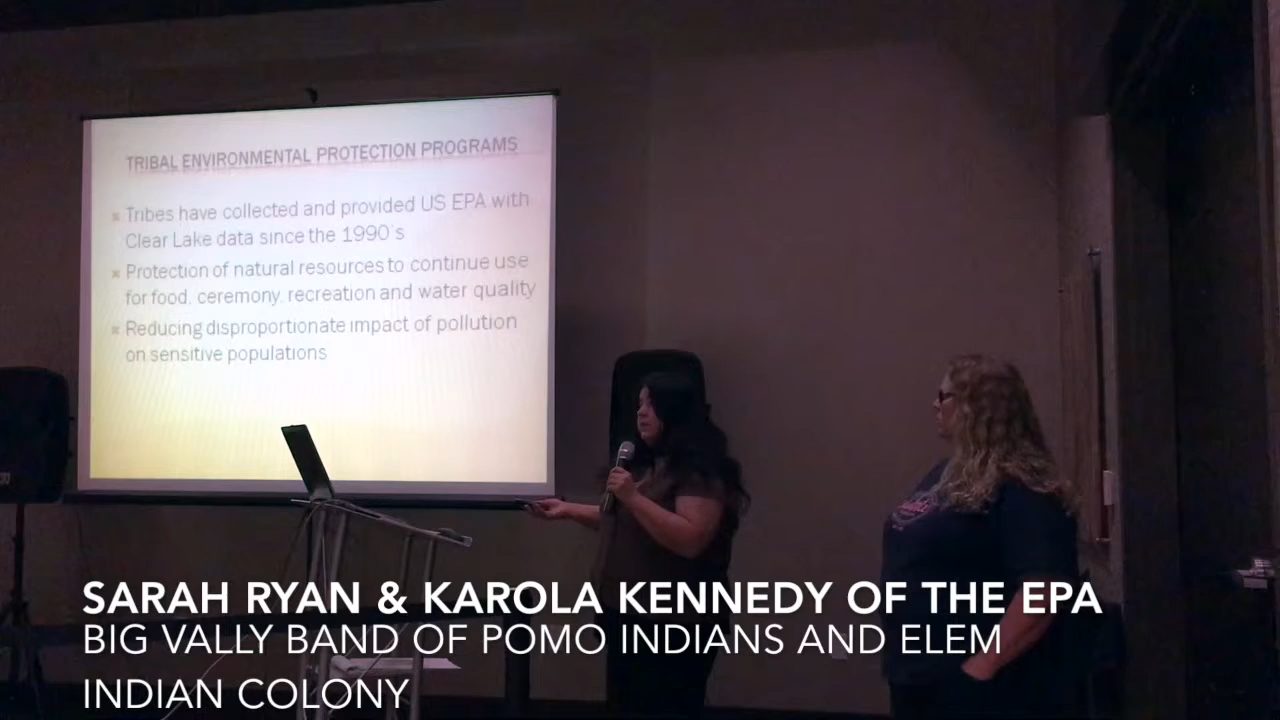 TRIBAL ENVIRONMENTAL PROTECTION PROGRAMS
Tribes have collected and provided US EPA with
Clear Lake data since the 1990's
Protection of natural resources to continue use
for food, ceremony, recreation and water quality
Reducing disproportionate impact of pollution
on sensitive populations
SARAH RYAN & KAROLA KENNEDY OF THE EPA
BIG VALLY BAND OF POMO INDIANS AND ELEM
INDIAN COLONY